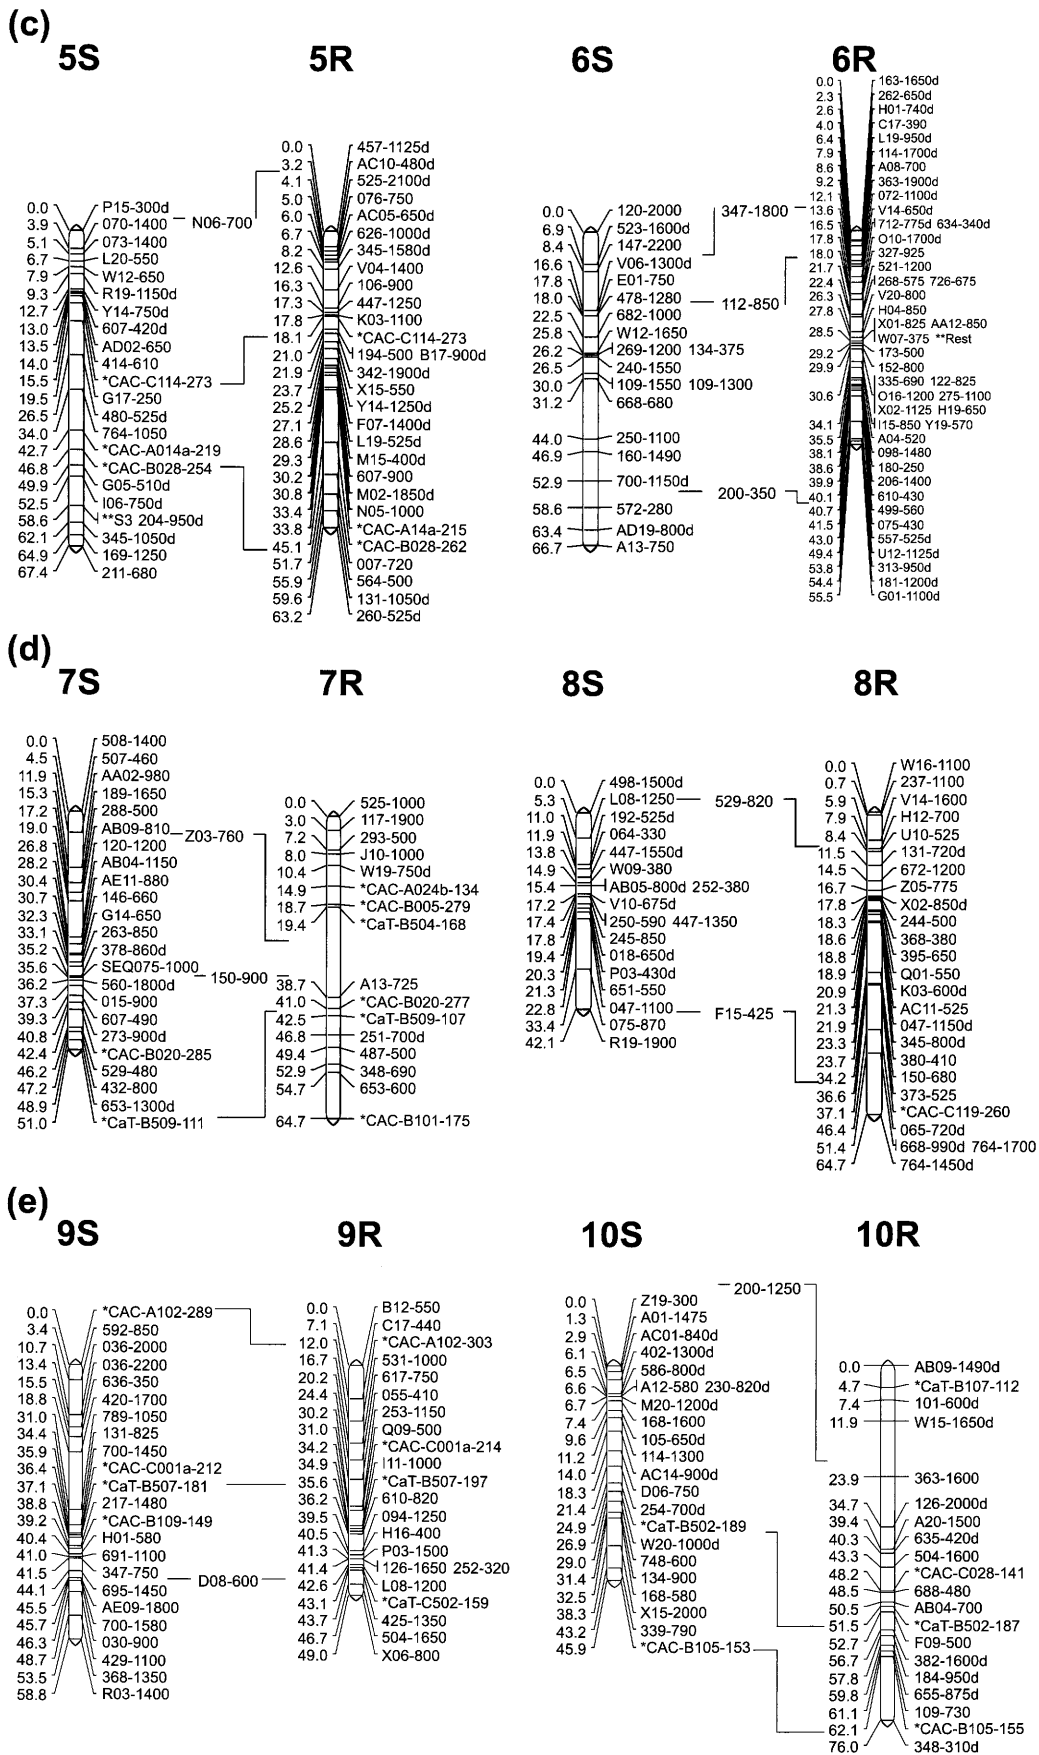 (c)
5S
0.0 P15-300d
3.9 070-1400
5.1 073-1400
6.7 L20-550
7.9 W12-650
9.3 R19-1150d
12.7 Y14-750d
13.0 607-420d
13.5 AD02-650
14.0 414-610
15.5 *CAC-C114-273
19.5 G17-250
26.5 480-525d
34.0 764-1050
42.7 *CAC-A014a-219
46.8 *CAC-B028-254
49.9 G05-510d
52.5 I06-750d
58.6 **S3 204-950d
62.1 345-1050d
64.9 169-1250
67.4 211-680
N06-700
5R
0.0 457-1125d
3.2 AC10-480d
4.1 525-2100d
5.0 076-750
6.0 AC05-650d
6.7 626-1000d
8.2 345-1580d
12.6 V04-1400
16.3 106-900
17.3 447-1250
17.8 K03-1100
18.1 *CAC-C114-273
21.0 194-500 B17-900d
21.9 342-1900d
23.7 X15-550
25.2 Y14-1250d
27.1 F07-1400d
28.6 L19-525d
29.3 M15-400d
30.2 607-900
30.8 M02-1850d
33.4 N05-1000
33.8 *CAC-A14a-215
45.1 *CAC-B028-262
51.7 007-720
55.9 564-500
59.6 131-1050d
63.2 260-525d
6S
0.0 120-2000
6.9 523-1600d
8.4 147-2200
16.6 V06-1300d
17.8 E01-750
18.0 478-1280
22.5 682-1000
25.8 W12-1650
26.2 269-1200 134-375
26.5 240-1550
30.0 109-1550 109-1300
31.2 668-680
44.0 250-1100
46.9 160-1490
52.9 700-1150d
58.6 572-280
63.4 AD19-800d
66.7 A13-750
347-1800
112-850
200-350
6R
0.0 163-1650d
2.3 262-650d
2.6 H01-740d
4.0 C17-390
6.4 L19-950d
7.9 114-1700d
8.6 A08-700
9.2 363-1900d
12.1 072-1100d
13.6 V14-650d
16.5 712-775d 634-340d
17.8 O10-1700d
18.0 327-925
21.7 521-1200
22.4 268-575 726-675
26.3 V20-800
27.8 H04-850
28.5 X01-825 AA12-850
W07-375 **Rest
29.2 173-500
29.9 152-800
30.6 335-690 122-825
O16-1200 275-1100
X02-1125 H19-650
34.1 I15-850 Y19-570
35.5 A04-520
38.1 098-1480
38.6 180-250
39.9 206-1400
40.1 610-430
40.7 499-560
41.5 075-430
43.0 557-525d
49.4 U12-1125d
53.8 313-950d
54.4 181-1200d
55.5 G01-1100d
(d)
7S
0.0 508-1400
4.5 507-460
11.9 AA02-980
15.3 189-1650
17.2 288-500
19.0 AB09-810
26.8 120-1200
28.2 AB04-1150
30.4 AE11-880
30.7 146-660
32.3 G14-650
33.1 263-850
35.2 378-860d
35.6 SEQ075-1000
36.2 560-1800d
37.3 015-900
39.3 607-490
40.8 273-900d
42.4 *CAC-B020-285
46.2 529-480
47.2 432-800
48.9 653-1300d
51.0 *CaT-B509-111
Z03-760
150-900
7R
0.0 525-1000
3.0 117-1900
7.2 293-500
8.0 J10-1000
10.4 W19-750d
14.9 *CAC-A024b-134
18.7 *CAC-B005-279
19.4 *CaT-B504-168
38.7 A13-725
41.0 *CAC-B020-277
42.5 *CaT-B509-107
46.8 251-700d
49.4 487-500
52.9 348-690
54.7 653-600
64.7 *CAC-B101-175
8S
0.0 498-1500d
5.3 L08-1250
11.0 192-525d
11.9 064-330
13.8 447-1550d
14.9 W09-380
15.4 AB05-800d 252-380
17.2 V10-675d
17.4 250-590 447-1350
17.8 245-850
19.4 018-650d
20.3 P03-430d
21.3 651-550
22.8 047-1100
33.4 075-870
42.1 R19-1900
529-820
F15-425
8R
0.0 W16-1100
0.7 237-1100
5.9 V14-1600
7.9 H12-700
8.4 U10-525
11.5 131-720d
14.5 672-1200
16.7 Z05-775
17.8 X02-850d
18.3 244-500
18.6 368-380
18.8 395-650
18.9 Q01-550
20.9 K03-600d
21.3 AC11-525
21.9 047-1150d
23.3 345-800d
23.7 380-410
34.2 150-680
36.6 373-525
37.1 *CAC-C119-260
46.4 065-720d
51.4 668-990d 764-1700
64.7 764-1450d
(e)
9S
0.0 *CAC-A102-289
3.4 592-850
10.7 036-2000
13.4 036-2200
15.5 636-350
18.8 420-1700
31.0 789-1050
34.4 131-825
35.9 700-1450
36.4 *CAC-C001a-212
37.1 *CaT-B507-181
38.8 217-1480
39.2 *CAC-B109-149
40.4 H01-580
41.0 691-1100
41.5 347-750
44.1 695-1450
45.5 AE09-1800
45.7 700-1580
46.3 030-900
48.7 429-1100
53.5 368-1350
58.8 R03-1400
D08-600
9R
0.0 B12-550
7.1 C17-440
12.0 *CAC-A102-303
16.7 531-1000
20.2 617-750
24.4 055-410
30.2 253-1150
31.0 Q09-500
34.2 *CAC-C001a-214
34.9 I11-1000
35.6 *CaT-B507-197
36.2 610-820
39.5 094-1250
40.5 H16-400
41.3 P03-1500
41.4 126-1650 252-320
42.6 L08-1200
43.1 *CaT-C502-159
43.7 425-1350
46.7 504-1650
49.0 X06-800
10S
0.0 Z19-300
1.3 A01-1475
2.9 AC01-840d
6.1 402-1300d
6.5 586-800d
6.6 A12-580 230-820d
6.7 M20-1200d
7.4 168-1600
9.6 105-650d
11.2 114-1300
14.0 AC14-900d
18.3 D06-750
21.4 254-700d
24.9 *CaT-B502-189
26.9 W20-1000d
29.0 748-600
31.4 134-900
32.5 168-580
38.3 X15-2000
43.2 339-790
45.9 *CAC-B105-153
200-1250
10R
0.0 AB09-1490d
4.7 *CaT-B107-112
7.4 101-600d
11.9 W15-1650d
23.9 363-1600
34.7 126-2000d
39.4 A20-1500
40.3 635-420d
43.3 504-1600
48.2 *CAC-C028-141
48.5 688-480
50.5 AB04-700
51.5 *CaT-B502-187
52.7 F09-500
56.7 382-1600d
57.8 184-950d
59.8 655-875d
61.1 109-730
62.1 *CAC-B105-155
76.0 348-310d